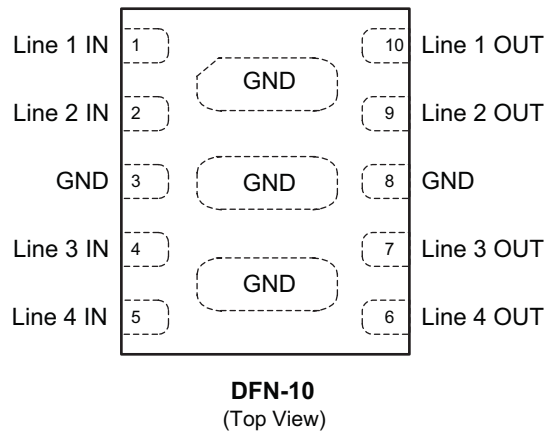 Line 1 IN 1 10 Line 1 OUT
GND
Line 2 IN 2 9 Line 2 OUT
GND 3 GND 8 GND
Line 3 IN 4 7 Line 3 OUT
GND
Line 4 IN 5 6 Line 4 OUT
DFN-10
(Top View)